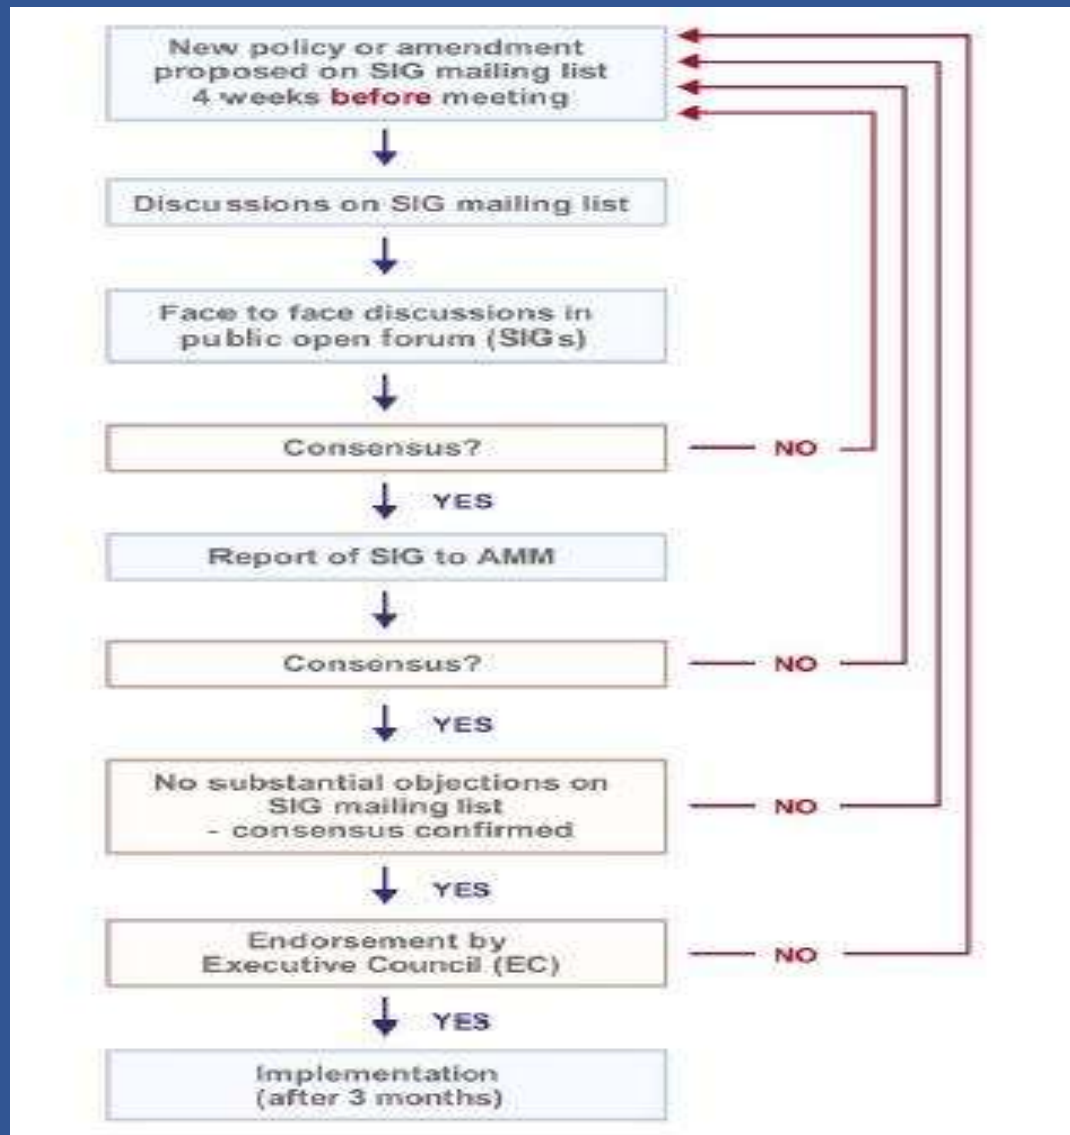 New policy or amendment
proposed on SIG mailing list
4 weeks before meeting
Discussions on SIG mailing list
Face to face discussions in
public open forum (SIGs)
Consensus?
NO
YES
Report of SIG to AMM
Consensus?
NO
YES
No substantial objections on
SIG mailing list
- consensus confirmed
NO
YES
Endorsement by
Executive Council (EC)
NO
YES
Implementation
(after 3 months)